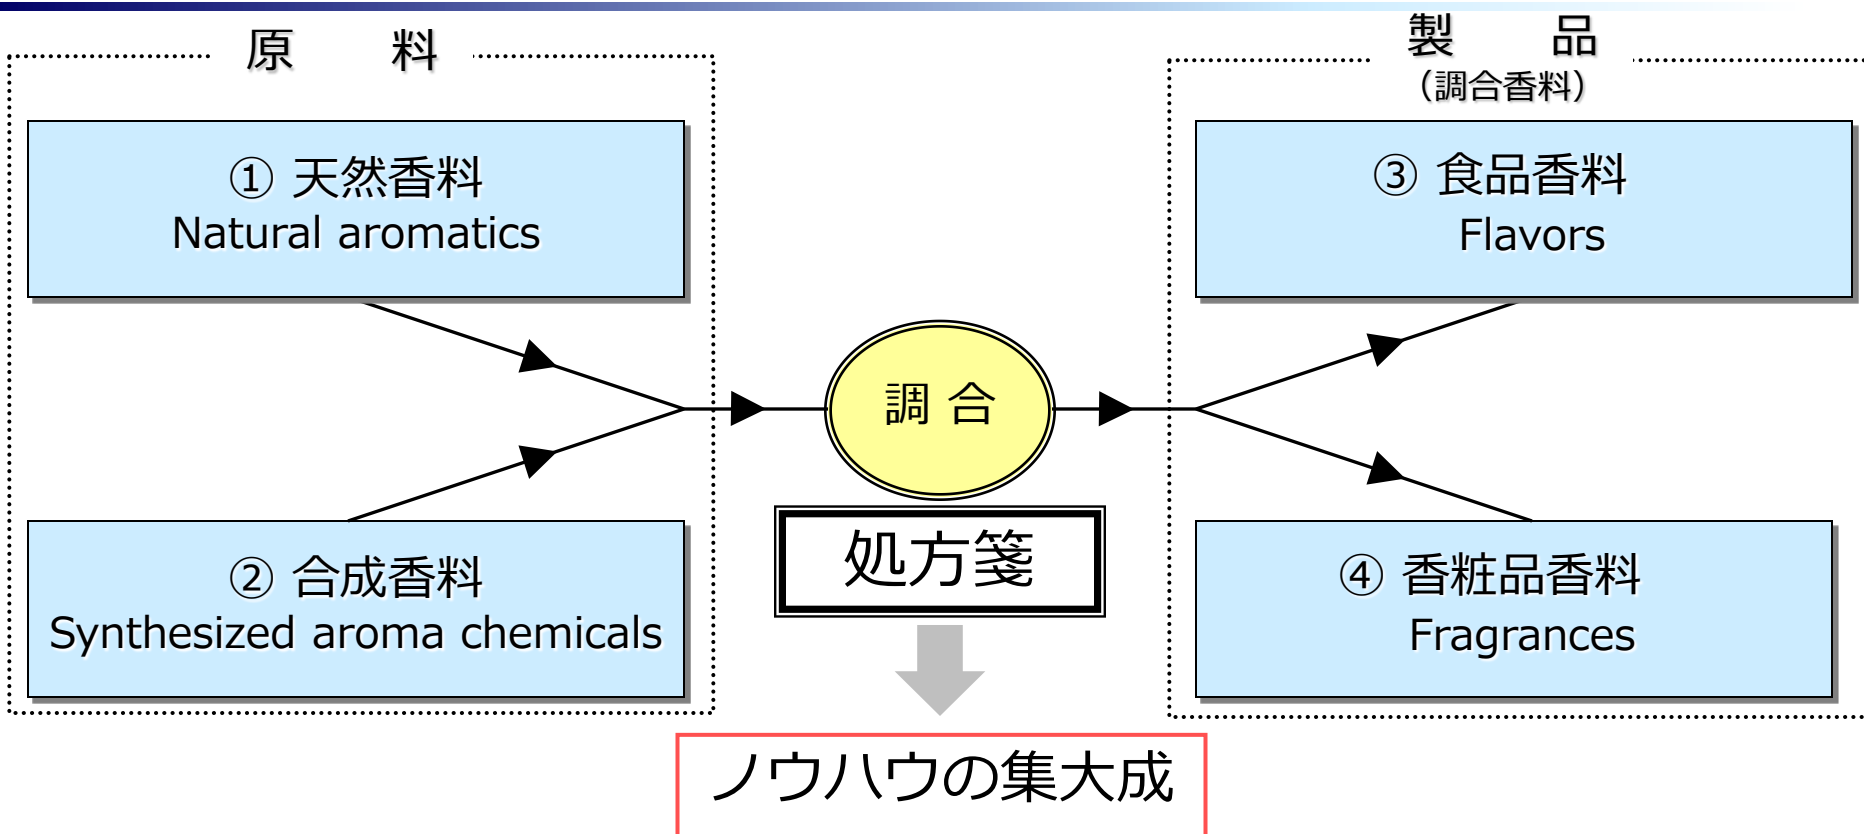 原　料
① 天然香料
Natural aromatics
② 合成香料
Synthesized aroma chemicals
調 合
処方箋
ノウハウの集大成
製　品
（調合香料）
③ 食品香料
Flavors
④ 香粧品香料
Fragrances